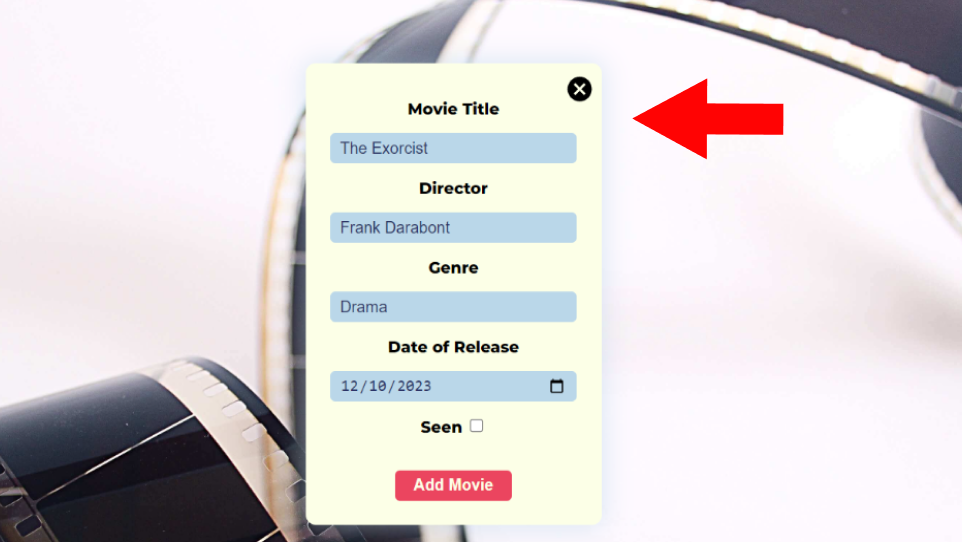 Movie Title
The Exorcist
Director
Frank Darabont
Genre
Drama
Date of Release
12/10/2023
Seen
Add Movie